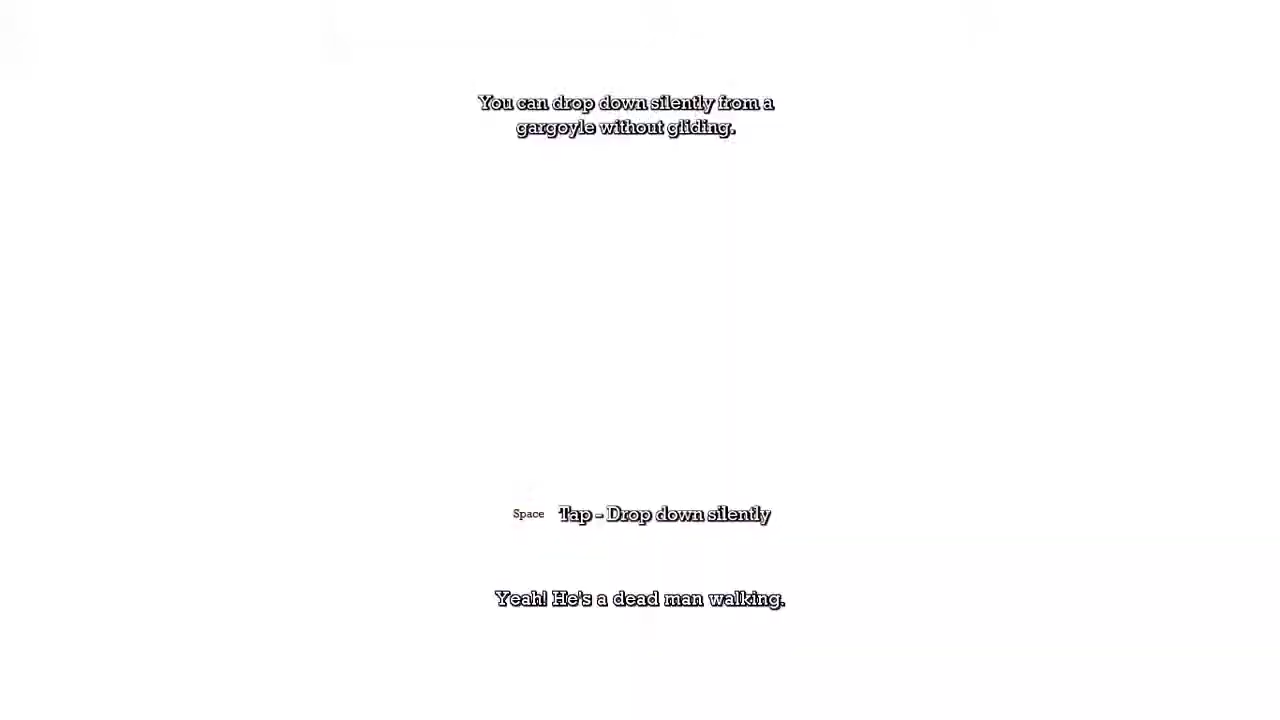 You can drop down silently from a
gargoyle without gliding.
Space Tap - Drop down silently
Yeah! He's a dead man walking.